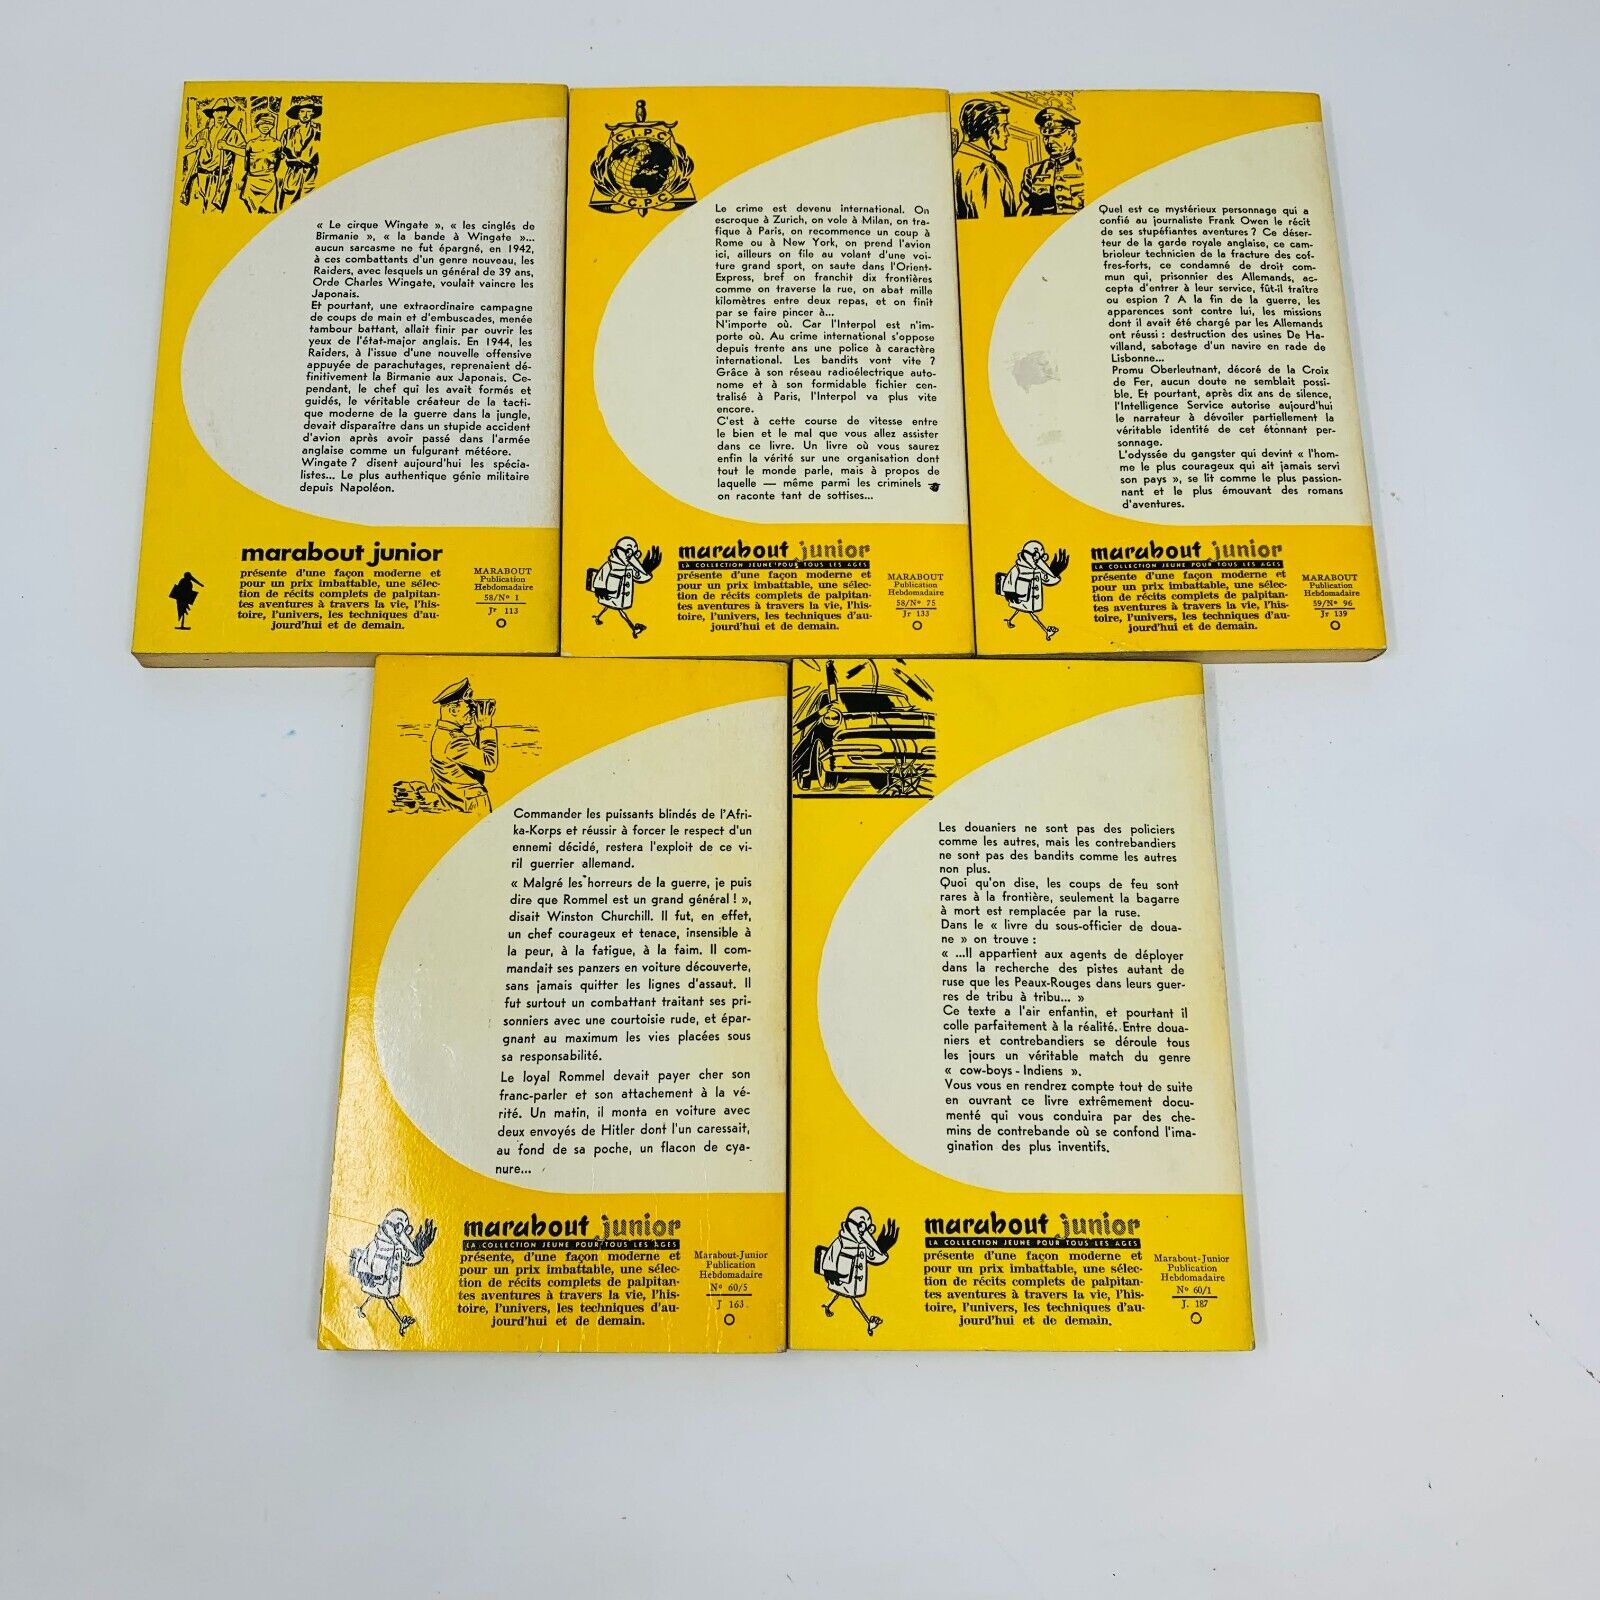 « Le cirque Wingate », « les cinglés de
Birmanie », « la bande à Wingate »...
aucun sarcasme ne fut épargné, en 1942,
à ces combattants d'un genre nouveau, les
Raiders, avec lesquels un général de 39 ans,
Orde Charles Wingate, voulait vaincre les
Japonais.
Et pourtant, une extraordinaire campagne
de coups de main et d'embuscades, menée
tambour battant, allait finir par ouvrir les
yeux de l'état-major anglais. En 1944, les
Raiders, à l'issue d'une nouvelle offensive
appuyée de parachutages, reprenaient dé-
finitivement la Birmanie aux Japonais. Ce-
pendant, le chef qui les avait formés et
guidés, le véritable créateur de la tacti-
que moderne de la guerre dans la jungle,
devait disparaître dans un stupide accident
d'avion après avoir passé dans l'armée
anglaise comme un fulgurant météore.
Wingate ? disent aujourd'hui les spécia-
listes... Le plus authentique génie militaire
depuis Napoléon.
marabout junior
présente d'une façon moderne et
pour un prix imbattable, une sélec-
tion de récits complets de palpitan-
tes aventures à travers la vie, l'his-
toire, l'univers, les techniques d'au-
jourd'hui et de demain.
MARABOUT
Publication
Hebdomadaire
58/Nº 1
Jr 113
C.I.P.C
I.C.P.C
Le crime est devenu international. On
escroque à Zurich, on vole à Milan, on tra-
fique à Paris, on recommence un coup à
Rome ou à New York, on prend l'avion
ici, ailleurs on file au volant d'une voi-
ture grand sport, on saute dans l'Orient-
Express, bref on franchit dix frontières
comme on traverse la rue, on abat mille
kilomètres entre deux repas, et on finit
par se faire pincer à...
N'importe où. Car l'Interpol est n'im-
porte où. Au crime international s'oppose
depuis trente ans une police à caractère
international. Les bandits vont vite ?
Grâce à son réseau radioélectrique auto-
nome et à son formidable fichier cen-
tralisé à Paris, l'Interpol va plus vite
encore.
C'est à cette course de vitesse entre
le bien et le mal que vous allez assister
dans ce livre. Un livre où vous saurez
enfin la vérité sur une organisation dont
tout le monde parle, mais à propos de
laquelle — même parmi les criminels
on raconte tant de sottises...
marabout junior
LA COLLECTION JEUNE POUR TOUS LES AGES
présente d'une façon moderne et
pour un prix imbattable, une sélec-
tion de récits complets de palpitan-
tes aventures à travers la vie, l'his-
toire, l'univers, les techniques d'au-
jourd'hui et de demain.
MARABOUT
Publication
Hebdomadaire
58/Nº 75
Jr 133
Quel est ce mystérieux personnage qui a
confié au journaliste Frank Owen le récit
de ses stupéfiantes aventures ? Ce déser-
teur de la garde royale anglaise, ce cam-
brioleur technicien de la fracture des cof-
fres-forts, ce condamné de droit com-
mun qui, prisonnier des Allemands, ac-
cepta d'entrer à leur service, fût-il traître
ou espion ? A la fin de la guerre, les
apparences sont contre lui, les missions
dont il avait été chargé par les Allemands
ont réussi : destruction des usines De Ha-
villand, sabotage d'un navire en rade de
Lisbonne...
Promu Oberleutnant, décoré de la Croix
de Fer, aucun doute ne semblait possi-
ble. Et pourtant, après dix ans de silence,
l'Intelligence Service autorise aujourd'hui
le narrateur à dévoiler partiellement la
véritable identité de cet étonnant per-
sonnage.
L'odyssée du gangster qui devint « l'hom-
me le plus courageux qui ait jamais servi
son pays », se lit comme le plus passion-
nant et le plus émouvant des romans
d'aventures.
marabout junior
LA COLLECTION JEUNE POUR TOUS LES AGES
présente d'une façon moderne et
pour un prix imbattable, une sélec-
tion de récits complets de palpitan-
tes aventures à travers la vie, l'his-
toire, l'univers, les techniques d'au-
jourd'hui et de demain.
MARABOUT
Publication
Hebdomadaire
59/Nº 96
Jr 139
Commander les puissants blindés de l'Afri-
ka-Korps et réussir à forcer le respect d'un
ennemi décidé, restera l'exploit de ce vi-
ril guerrier allemand.
« Malgré les horreurs de la guerre, je puis
dire que Rommel est un grand général ! »,
disait Winston Churchill. Il fut, en effet,
un chef courageux et tenace, insensible à
la peur, à la fatigue, à la faim. Il com-
mandait ses panzers en voiture découverte,
sans jamais quitter les lignes d'assaut. Il
fut surtout un combattant traitant ses pri-
sonniers avec une courtoisie rude, et épar-
gnant au maximum les vies placées sous
sa responsabilité.
Le loyal Rommel devait payer cher son
franc-parler et son attachement à la vé-
rité. Un matin, il monta en voiture avec
deux envoyés de Hitler dont l'un caressait,
au fond de sa poche, un flacon de cya-
nure...
marabout junior
LA COLLECTION JEUNE POUR TOUS LES AGES
présente, d'une façon moderne et
pour un prix imbattable, une sélec-
tion de récits complets de palpitan-
tes aventures à travers la vie, l'his-
toire, l'univers, les techniques d'au-
jourd'hui et de demain.
Marabout-Junior
Publication
Hebdomadaire
Nº 60/5
J 163
Les douaniers ne sont pas des policiers
comme les autres, mais les contrebandiers
ne sont pas des bandits comme les autres
non plus.
Quoi qu'on dise, les coups de feu sont
rares à la frontière, seulement la bagarre
à mort est remplacée par la ruse.
Dans le « livre du sous-officier de doua-
ne » on trouve :
« ...Il appartient aux agents de déployer
dans la recherche des pistes autant de
ruse que les Peaux-Rouges dans leurs guer-
res de tribu à tribu... »
Ce texte a l'air enfantin, et pourtant il
colle parfaitement à la réalité. Entre doua-
niers et contrebandiers se déroule tous
les jours un véritable match du genre
« cow-boys - Indiens ».
Vous vous en rendrez compte tout de suite
en ouvrant ce livre extrêmement docu-
menté qui vous conduira par des che-
mins de contrebande où se confond l'ima-
gination des plus inventifs.
marabout junior
LA COLLECTION JEUNE POUR TOUS LES AGES
présente, d'une façon moderne et
pour un prix imbattable, une sélec-
tion de récits complets de palpitan-
tes aventures à travers la vie, l'his-
toire, l'univers, les techniques d'au-
jourd'hui et de demain.
Marabout-Junior
Publication
Hebdomadaire
Nº 60/1
J. 187